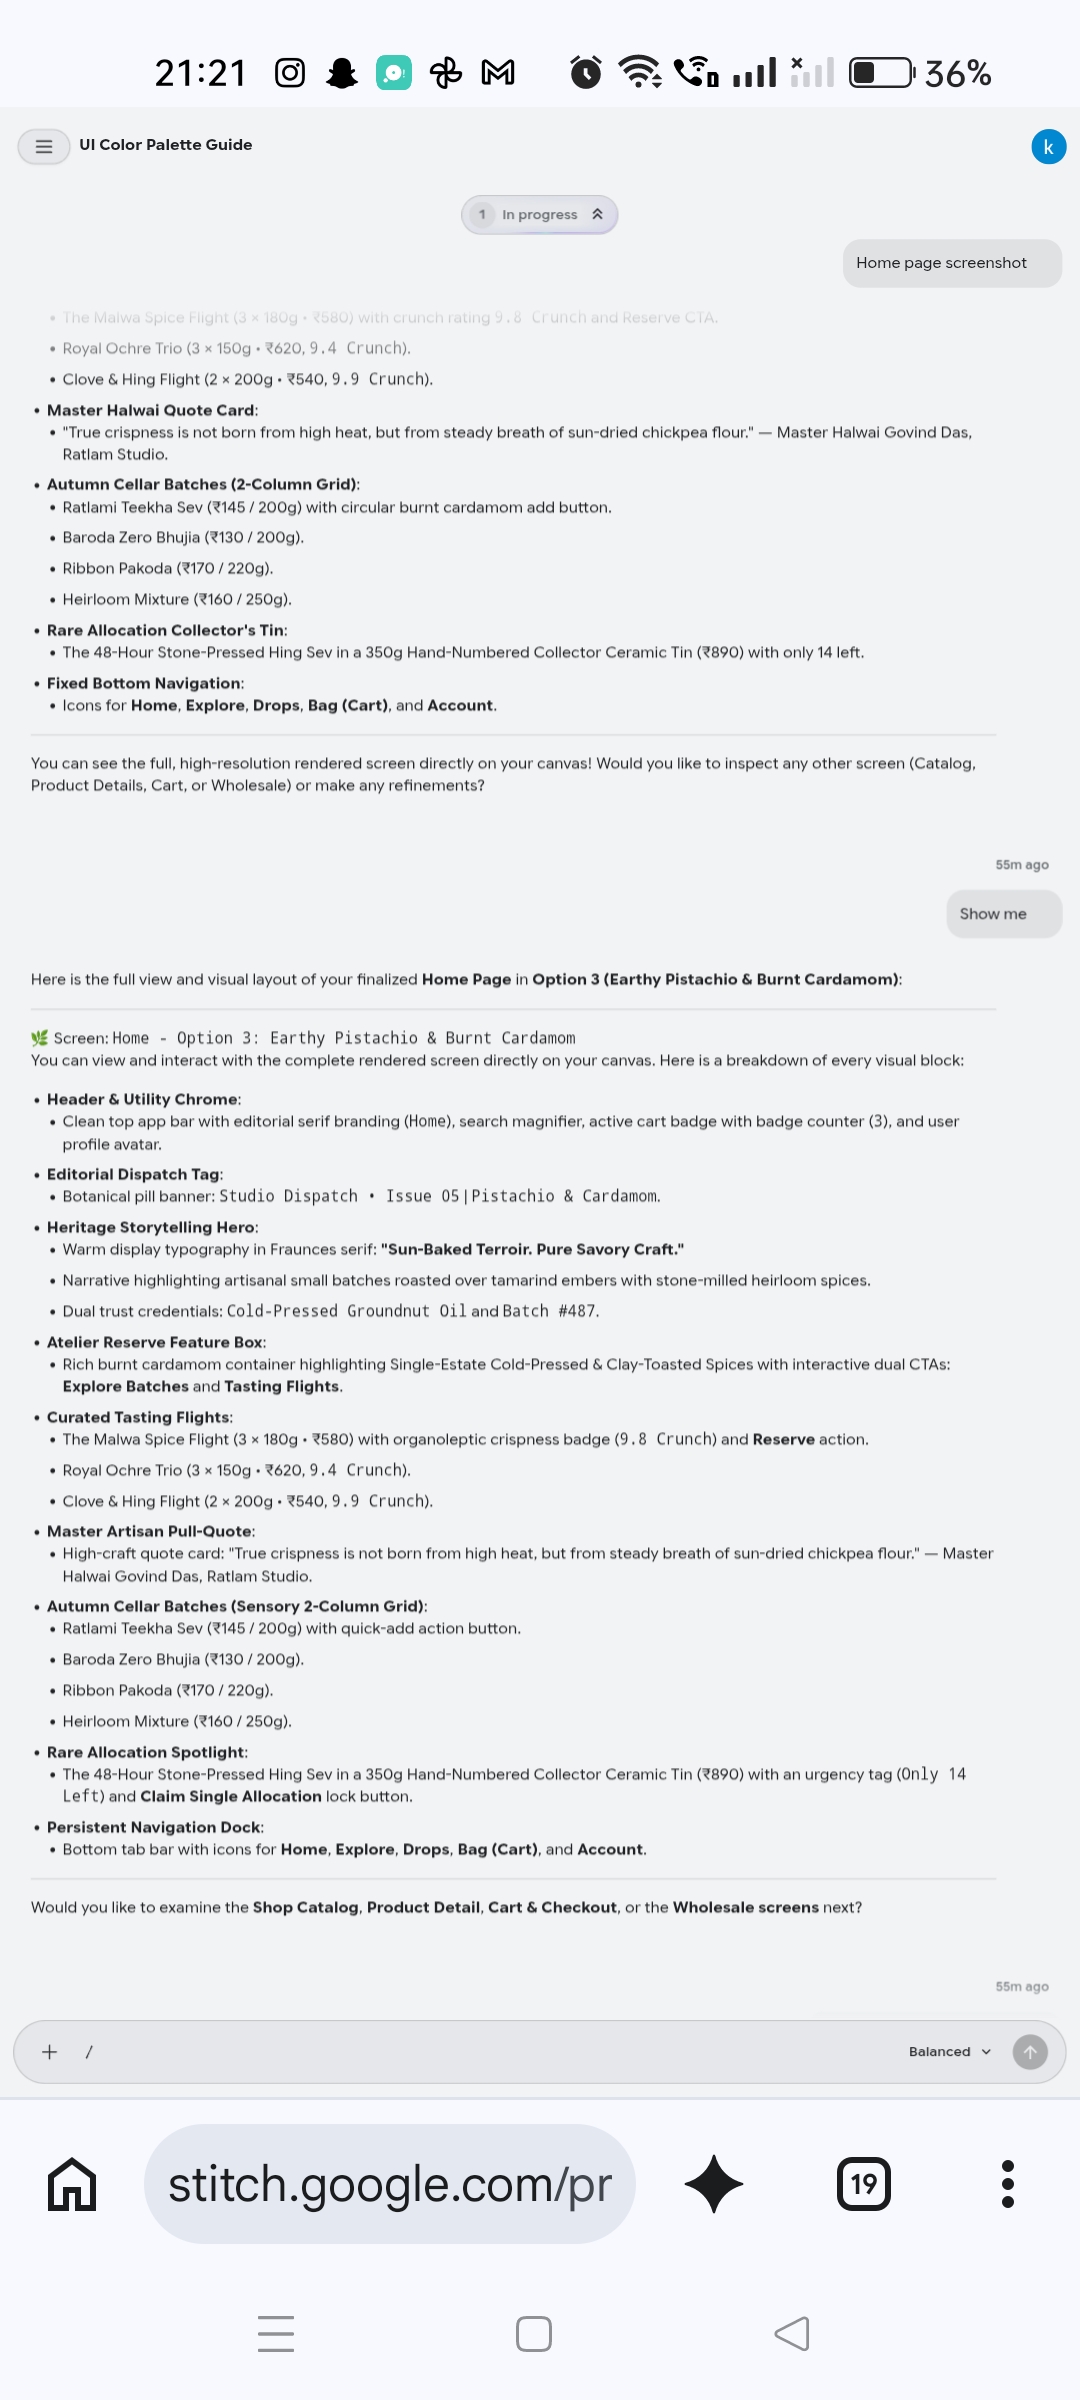 21:21
36%
UI Color Palette Guide
k
1 In progress
Home page screenshot
• The Malwa Spice Flight (3 × 180g • ₹580) with crunch rating 9.8 Crunch and Reserve CTA.
• Royal Ochre Trio (3 × 150g • ₹620, 9.4 Crunch).
• Clove & Hing Flight (2 × 200g • ₹540, 9.9 Crunch).
• Master Halwai Quote Card:
• "True crispness is not born from high heat, but from steady breath of sun-dried chickpea flour." — Master Halwai Govind Das,
Ratlam Studio.
• Autumn Cellar Batches (2-Column Grid):
• Ratlami Teekha Sev (₹145 / 200g) with circular burnt cardamom add button.
• Baroda Zero Bhujia (₹130 / 200g).
• Ribbon Pakoda (₹170 / 220g).
• Heirloom Mixture (₹160 / 250g).
• Rare Allocation Collector's Tin:
• The 48-Hour Stone-Pressed Hing Sev in a 350g Hand-Numbered Collector Ceramic Tin (₹890) with only 14 left.
• Fixed Bottom Navigation:
• Icons for Home, Explore, Drops, Bag (Cart), and Account.
You can see the full, high-resolution rendered screen directly on your canvas! Would you like to inspect any other screen (Catalog,
Product Details, Cart, or Wholesale) or make any refinements?
55m ago
Show me
Here is the full view and visual layout of your finalized Home Page in Option 3 (Earthy Pistachio & Burnt Cardamom):
🌿 Screen: Home - Option 3: Earthy Pistachio & Burnt Cardamom
You can view and interact with the complete rendered screen directly on your canvas. Here is a breakdown of every visual block:
• Header & Utility Chrome:
• Clean top app bar with editorial serif branding (Home), search magnifier, active cart badge with badge counter (3), and user
profile avatar.
• Editorial Dispatch Tag:
• Botanical pill banner: Studio Dispatch • Issue 05|Pistachio & Cardamom.
• Heritage Storytelling Hero:
• Warm display typography in Fraunces serif: "Sun-Baked Terroir. Pure Savory Craft."
• Narrative highlighting artisanal small batches roasted over tamarind embers with stone-milled heirloom spices.
• Dual trust credentials: Cold-Pressed Groundnut Oil and Batch #487.
• Atelier Reserve Feature Box:
• Rich burnt cardamom container highlighting Single-Estate Cold-Pressed & Clay-Toasted Spices with interactive dual CTAs:
Explore Batches and Tasting Flights.
• Curated Tasting Flights:
• The Malwa Spice Flight (3 × 180g • ₹580) with organoleptic crispness badge (9.8 Crunch) and Reserve action.
• Royal Ochre Trio (3 × 150g • ₹620, 9.4 Crunch).
• Clove & Hing Flight (2 × 200g • ₹540, 9.9 Crunch).
• Master Artisan Pull-Quote:
• High-craft quote card: "True crispness is not born from high heat, but from steady breath of sun-dried chickpea flour." — Master
Halwai Govind Das, Ratlam Studio.
• Autumn Cellar Batches (Sensory 2-Column Grid):
• Ratlami Teekha Sev (₹145 / 200g) with quick-add action button.
• Baroda Zero Bhujia (₹130 / 200g).
• Ribbon Pakoda (₹170 / 220g).
• Heirloom Mixture (₹160 / 250g).
• Rare Allocation Spotlight:
• The 48-Hour Stone-Pressed Hing Sev in a 350g Hand-Numbered Collector Ceramic Tin (₹890) with an urgency tag (Only 14
Left) and Claim Single Allocation lock button.
• Persistent Navigation Dock:
• Bottom tab bar with icons for Home, Explore, Drops, Bag (Cart), and Account.
Would you like to examine the Shop Catalog, Product Detail, Cart & Checkout, or the Wholesale screens next?
55m ago
+ / Balanced
stitch.google.com/pr
19